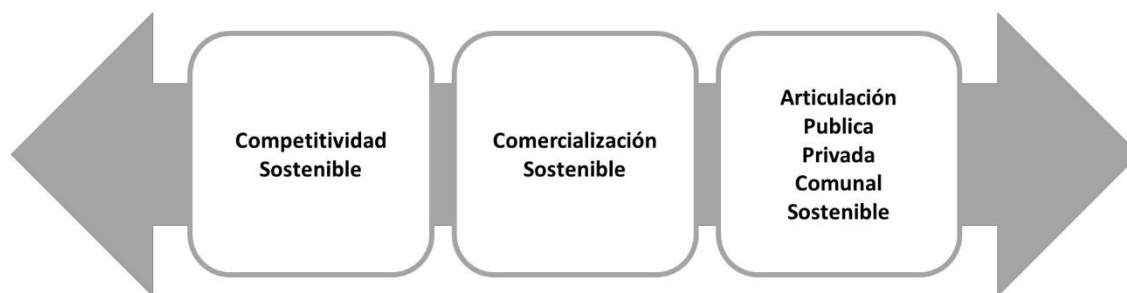 Competitividad
Sostenible
Comercialización
Sostenible
Articulación
Publica
Privada
Comunal
Sostenible